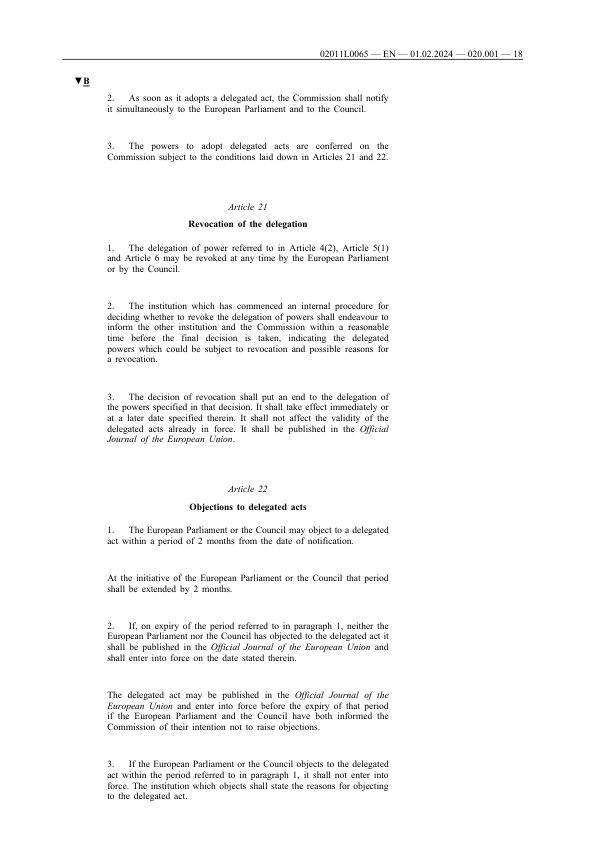 02011L0065 — EN — 01.02.2024 — 020.001 — 18
▼B
2. As soon as it adopts a delegated act, the Commission shall notify
it simultaneously to the European Parliament and to the Council.
3. The powers to adopt delegated acts are conferred on the
Commission subject to the conditions laid down in Articles 21 and 22.
Article 21
Revocation of the delegation
1. The delegation of power referred to in Article 4(2), Article 5(1)
and Article 6 may be revoked at any time by the European Parliament
or by the Council.
2. The institution which has commenced an internal procedure for
deciding whether to revoke the delegation of powers shall endeavour to
inform the other institution and the Commission within a reasonable
time before the final decision is taken, indicating the delegated
powers which could be subject to revocation and possible reasons for
a revocation.
3. The decision of revocation shall put an end to the delegation of
the powers specified in that decision. It shall take effect immediately or
at a later date specified therein. It shall not affect the validity of the
delegated acts already in force. It shall be published in the Official
Journal of the European Union.
Article 22
Objections to delegated acts
1. The European Parliament or the Council may object to a delegated
act within a period of 2 months from the date of notification.
At the initiative of the European Parliament or the Council that period
shall be extended by 2 months.
2. If, on expiry of the period referred to in paragraph 1, neither the
European Parliament nor the Council has objected to the delegated act it
shall be published in the Official Journal of the European Union and
shall enter into force on the date stated therein.
The delegated act may be published in the Official Journal of the
European Union and enter into force before the expiry of that period
if the European Parliament and the Council have both informed the
Commission of their intention not to raise objections.
3. If the European Parliament or the Council objects to the delegated
act within the period referred to in paragraph 1, it shall not enter into
force. The institution which objects shall state the reasons for objecting
to the delegated act.